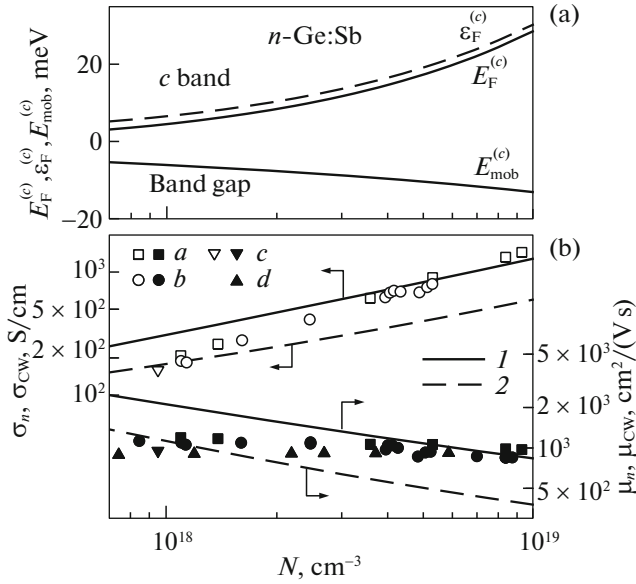 (a)
n-Ge:Sb
ε_F^(c)
E_F^(c)
c band
E_mob^(c)
Band gap
E_F^(c), ε_F^(c), E_mob^(c), meV
20
0
−20
(b)
a
c
b
d
1
2
σ_n, σ_CW, S/cm
10^3
5 × 10^2
2 × 10^2
10^2
5 × 10^3
2 × 10^3
10^3
5 × 10^2
μ_n, μ_CW, cm^2/(V s)
10^18
10^19
N, cm^−3